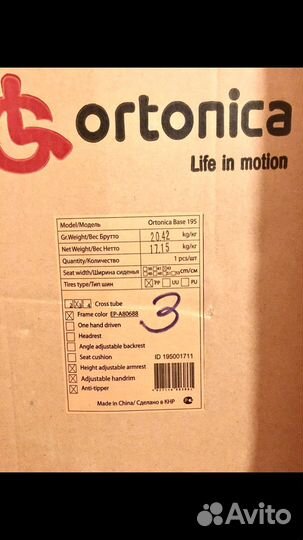 ortonica
Life in motion
Model/Модель Ortonica Base 195
Gr.Weight/Вес Брутто 20.42 kg/кг
Net Weight/Вес Нетто 17.15 kg/кг
Quantity/Количество 1 pcs/шт
Seat width/Ширина сиденья cm/см
Tires type/Тип шин PP UU PU
Cross tube
Frame color EP-A80688
One hand driven
Headrest
Angle adjustable backrest
Seat cushion
Height adjustable armrest
Adjustable handrim
Anti-tipper
3
ID 195001711
Made in China/ Сделано в КНР
Avito